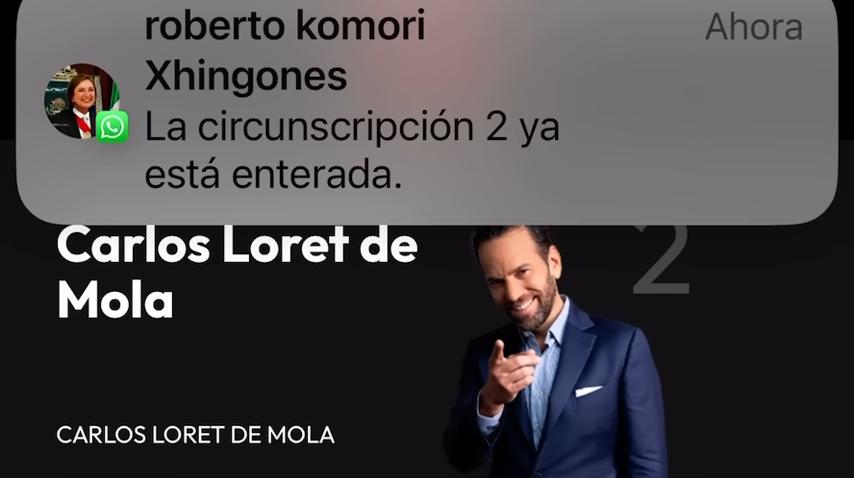 roberto komori
Ahora
Xhingones
La circunscripción 2 ya
está enterada.
Carlos Loret de
2
Mola
CARLOS LORET DE MOLA